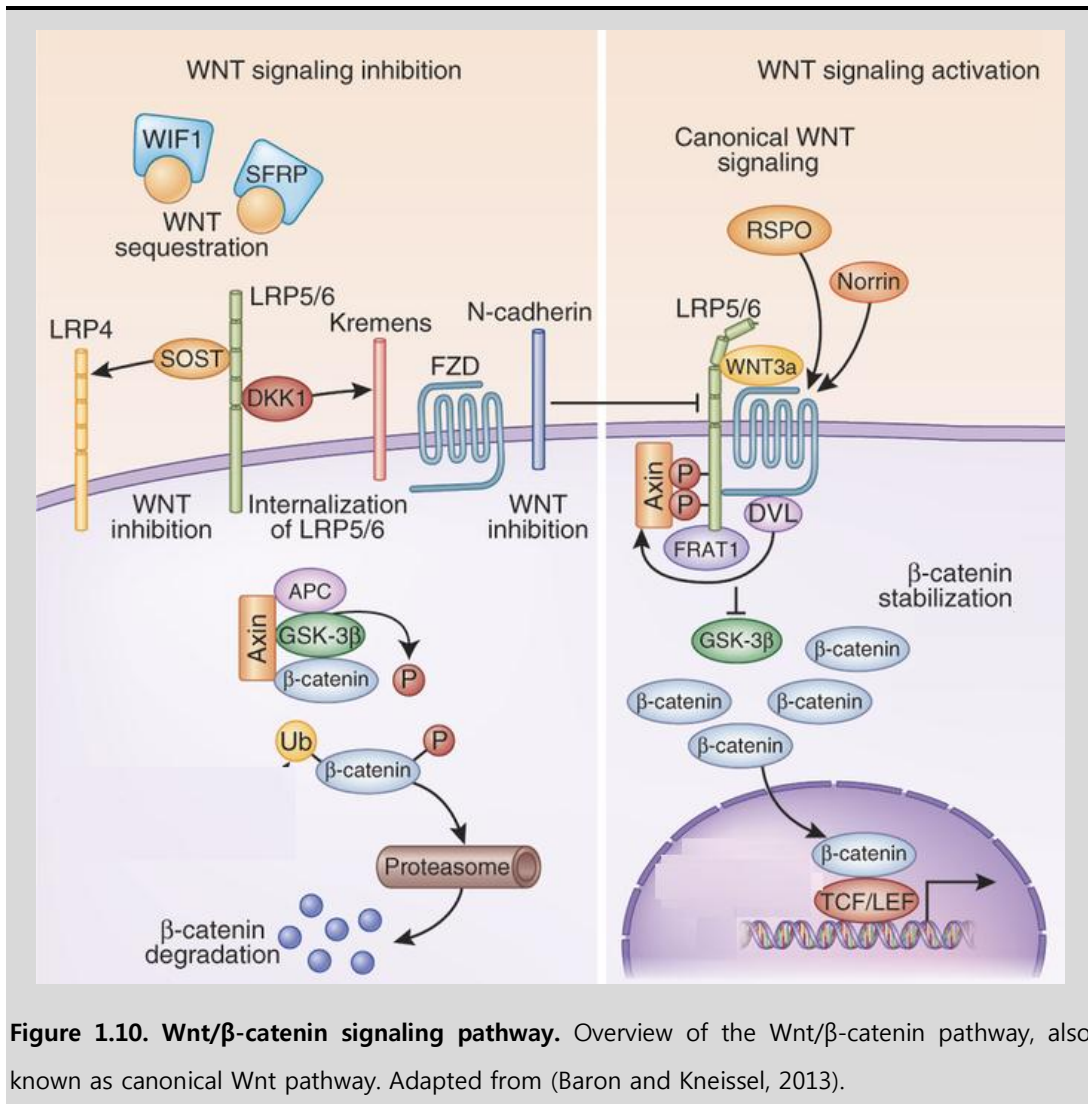 WNT signaling inhibition
WIF1
SFRP
WNT
sequestration
LRP4
SOST
LRP5/6
DKK1
Kremens
FZD
N-cadherin
WNT
inhibition
Internalization
of LRP5/6
WNT
inhibition
APC
Axin
GSK-3β
β-catenin
P
Ub
β-catenin
P
Proteasome
β-catenin
degradation
WNT signaling activation
Canonical WNT
signaling
RSPO
Norrin
LRP5/6
WNT3a
Axin
P
P
DVL
FRAT1
β-catenin
stabilization
GSK-3β
β-catenin
β-catenin
β-catenin
β-catenin
β-catenin
TCF/LEF
Figure 1.10. Wnt/β-catenin signaling pathway. Overview of the Wnt/β-catenin pathway, also
known as canonical Wnt pathway. Adapted from (Baron and Kneissel, 2013).